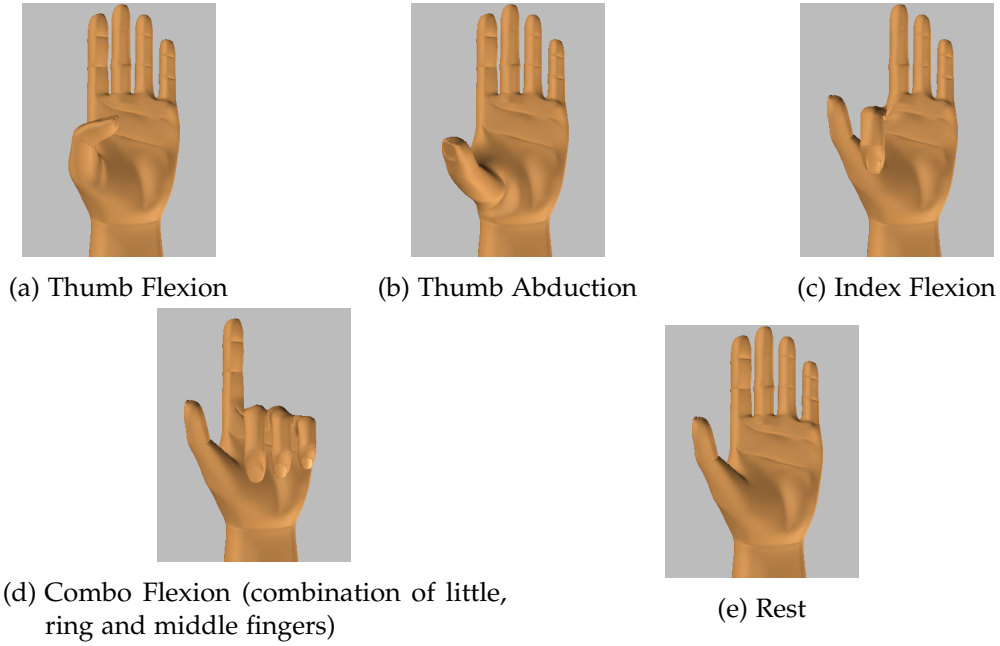 (a) Thumb Flexion
(b) Thumb Abduction
(c) Index Flexion
(d) Combo Flexion (combination of little,
ring and middle fingers)
(e) Rest